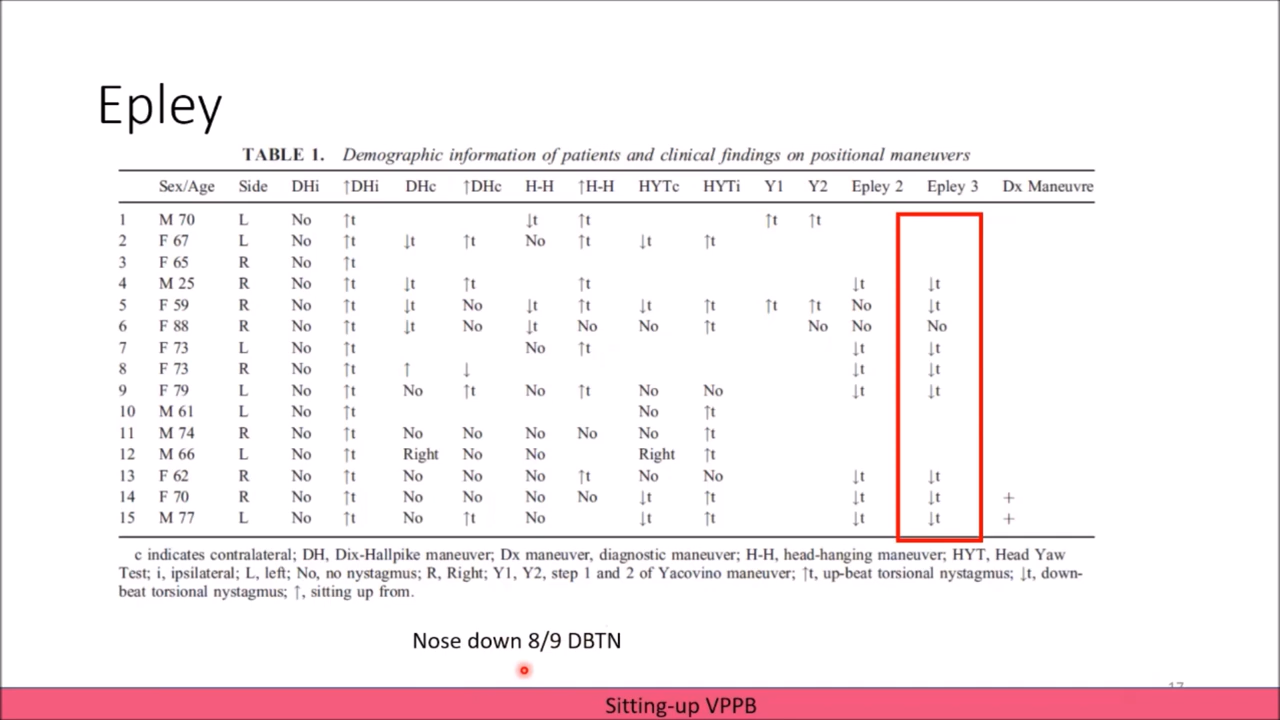 Epley
TABLE 1. Demographic information of patients and clinical findings on positional maneuvers
Sex/Age Side DHi ↑DHi DHc ↑DHc H-H ↑H-H HYTc HYTi Y1 Y2 Epley 2 Epley 3 Dx Maneuvre
1 M 70 L No ↑t ↓t ↑t ↑t ↑t
2 F 67 L No ↑t ↓t ↑t No ↑t ↓t ↑t
3 F 65 R No ↑t
4 M 25 R No ↑t ↓t ↑t ↑t ↓t ↓t
5 F 59 R No ↑t ↓t No ↓t ↑t ↓t ↑t ↑t ↑t No ↓t
6 F 88 R No ↑t ↓t No ↓t No No ↑t No No No
7 F 73 L No ↑t No ↑t ↓t ↓t
8 F 73 R No ↑t ↑ ↓ ↓t ↓t
9 F 79 L No ↑t No ↑t No ↑t No No ↓t ↓t
10 M 61 L No ↑t No ↑t
11 M 74 R No ↑t No No No No No ↑t
12 M 66 L No ↑t Right No No Right ↑t
13 F 62 R No ↑t No No No ↑t No No ↓t ↓t
14 F 70 R No ↑t No No No No ↓t ↑t ↓t ↓t +
15 M 77 L No ↑t No ↑t No ↓t ↑t ↓t ↓t +
c indicates contralateral; DH, Dix-Hallpike maneuver; Dx maneuver, diagnostic maneuver; H-H, head-hanging maneuver; HYT, Head Yaw
Test; i, ipsilateral; L, left; No, no nystagmus; R, Right; Y1, Y2, step 1 and 2 of Yacovino maneuver; ↑t, up-beat torsional nystagmus; ↓t, down-
beat torsional nystagmus; ↑, sitting up from.
Nose down 8/9 DBTN
17
Sitting-up VPPB